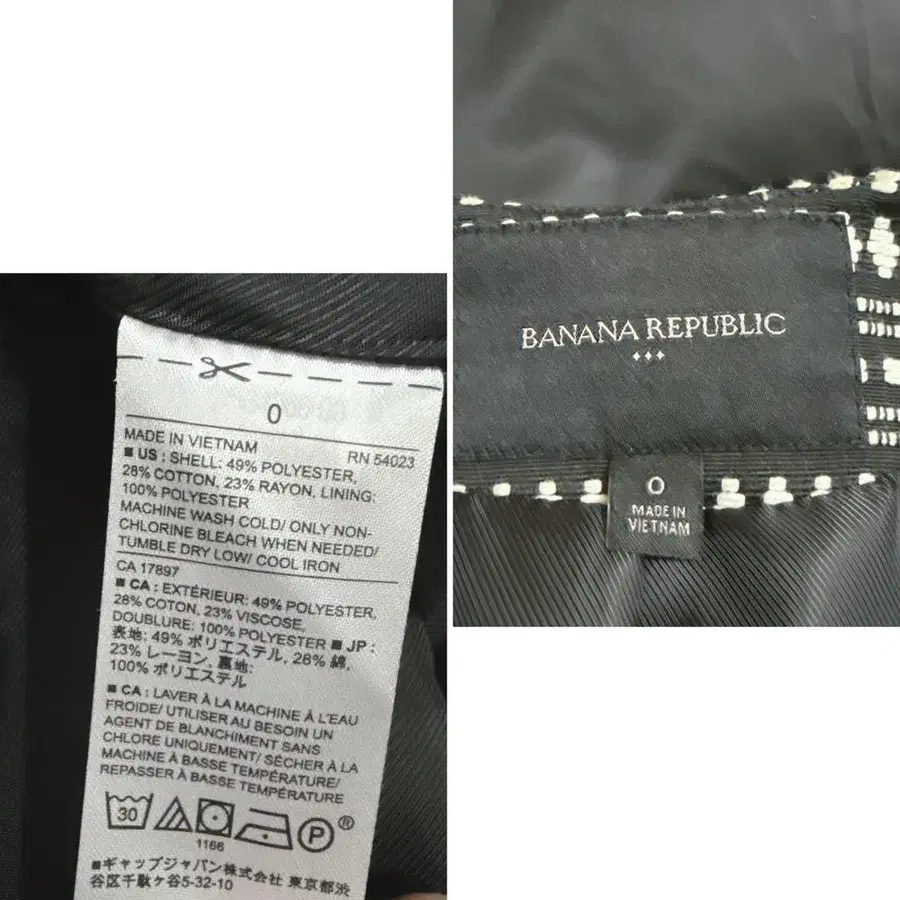 0
MADE IN VIETNAM RN 54023
■ US : SHELL: 49% POLYESTER,
28% COTTON, 23% RAYON, LINING:
100% POLYESTER
MACHINE WASH COLD/ ONLY NON-
CHLORINE BLEACH WHEN NEEDED/
TUMBLE DRY LOW/ COOL IRON
CA 17897
■ CA : EXTÉRIEUR: 49% POLYESTER,
28% COTON, 23% VISCOSE,
DOUBLURE: 100% POLYESTER ■ JP :
表地: 49% ポリエステル, 28% 綿,
23% レーヨン, 裏地:
100% ポリエステル
■ CA : LAVER À LA MACHINE À L'EAU
FROIDE/ UTILISER AU BESOIN UN
AGENT DE BLANCHIMENT SANS
CHLORE UNIQUEMENT/ SÉCHER À LA
MACHINE À BASSE TEMPÉRATURE/
REPASSER À BASSE TEMPÉRATURE
30 P ®
1166
■ギャップジャパン株式会社 東京都渋
谷区千駄ヶ谷5-32-10
BANANA REPUBLIC
0
MADE IN
VIETNAM